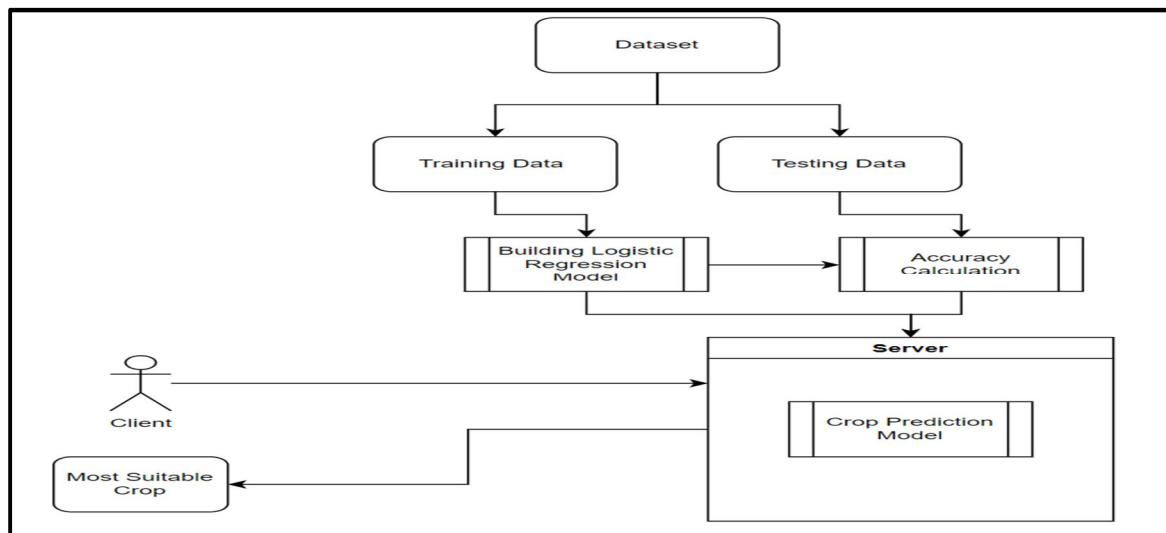 Dataset
Training Data
Testing Data
Building Logistic
Regression
Model
Accuracy
Calculation
Server
Client
Crop Prediction
Model
Most Suitable
Crop